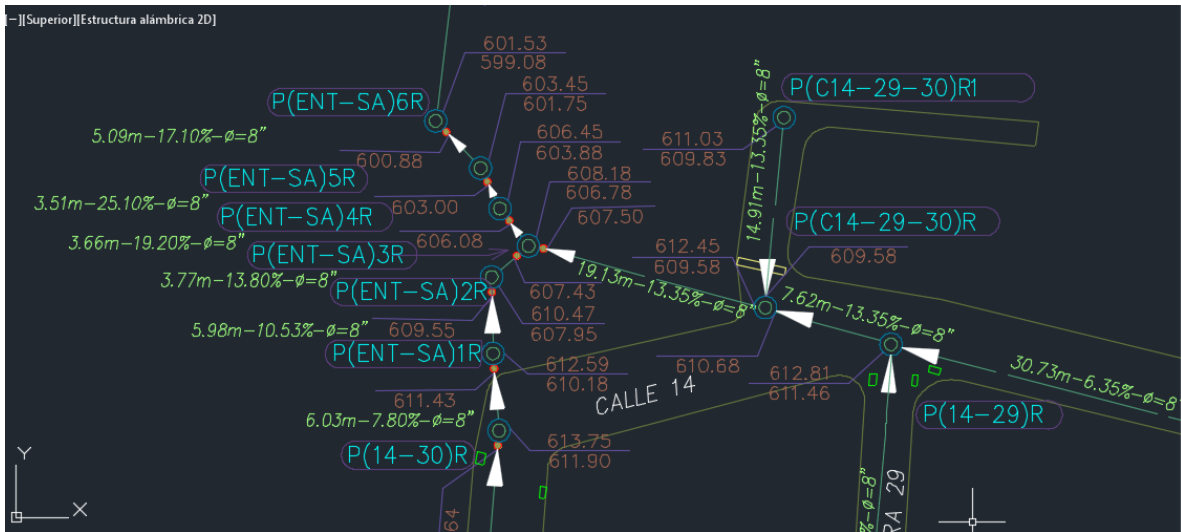 [−][Superior][Estructura alámbrica 2D]
601.53
599.08
603.45
601.75
P(ENT−SA)6R
P(C14−29−30)R1
5.09m−17.10%−ø=8"
600.88
606.45
603.88
611.03
609.83
14.91m−13.35%−ø=8"
608.18
606.78
P(ENT−SA)5R
3.51m−25.10%−ø=8"
603.00
607.50
P(ENT−SA)4R
P(C14−29−30)R
3.66m−19.20%−ø=8"
606.08
612.45
609.58
609.58
P(ENT−SA)3R
19.13m−13.35%−ø=8"
3.77m−13.80%−ø=8"
P(ENT−SA)2R
607.43
7.62m−13.35%−ø=8"
610.47
607.95
5.98m−10.53%−ø=8"
609.55
P(ENT−SA)1R
612.59
610.18
610.68
612.81
611.46
30.73m−6.35%−ø=8"
611.43
CALLE 14
6.03m−7.80%−ø=8"
P(14−29)R
613.75
611.90
P(14−30)R
Y
X
64
%−ø=8"
RA 29